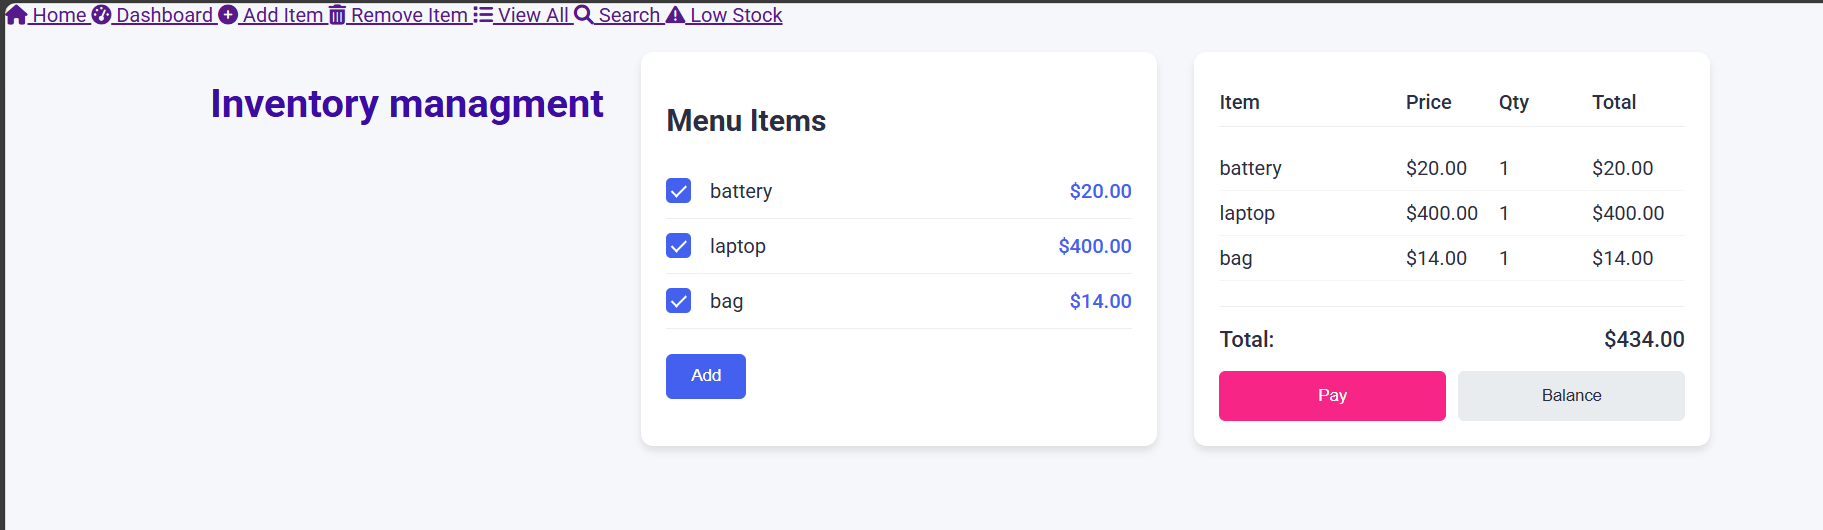 Home Dashboard Add Item Remove Item View All Search Low Stock
Inventory managment
Menu Items
battery $20.00
laptop $400.00
bag $14.00
Add
Item Price Qty Total
battery $20.00 1 $20.00
laptop $400.00 1 $400.00
bag $14.00 1 $14.00
Total: $434.00
Pay Balance